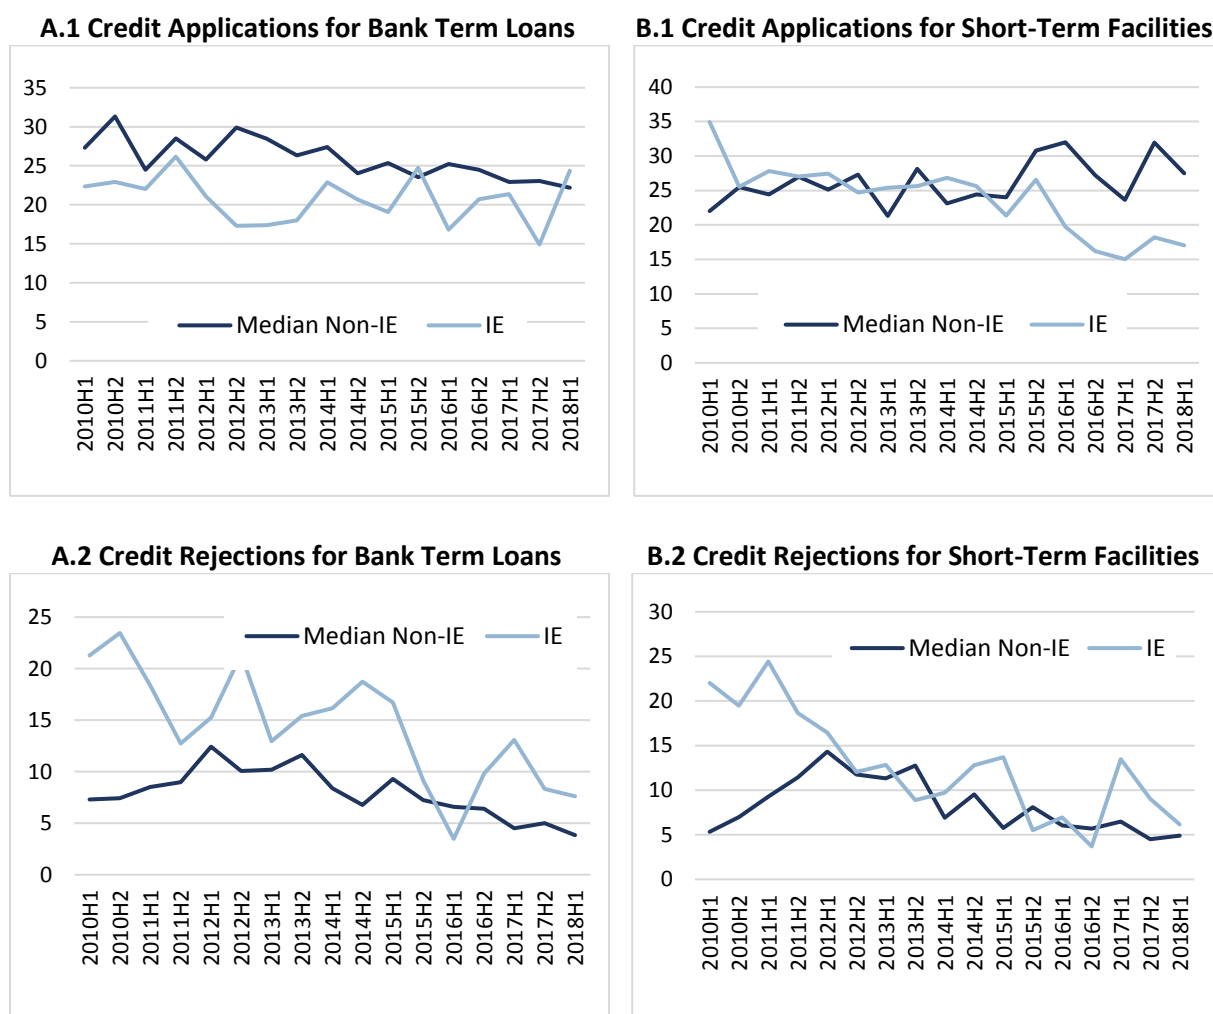 A.1 Credit Applications for Bank Term Loans
35
30
25
20
15
10
5
0
Median Non-IE IE
2010H1
2010H2
2011H1
2011H2
2012H1
2012H2
2013H1
2013H2
2014H1
2014H2
2015H1
2015H2
2016H1
2016H2
2017H1
2017H2
2018H1
B.1 Credit Applications for Short-Term Facilities
40
35
30
25
20
15
10
5
0
Median Non-IE IE
2010H1
2010H2
2011H1
2011H2
2012H1
2012H2
2013H1
2013H2
2014H1
2014H2
2015H1
2015H2
2016H1
2016H2
2017H1
2017H2
2018H1
A.2 Credit Rejections for Bank Term Loans
25
20
15
10
5
0
Median Non-IE IE
2010H1
2010H2
2011H1
2011H2
2012H1
2012H2
2013H1
2013H2
2014H1
2014H2
2015H1
2015H2
2016H1
2016H2
2017H1
2017H2
2018H1
B.2 Credit Rejections for Short-Term Facilities
30
25
20
15
10
5
0
Median Non-IE IE
2010H1
2010H2
2011H1
2011H2
2012H1
2012H2
2013H1
2013H2
2014H1
2014H2
2015H1
2015H2
2016H1
2016H2
2017H1
2017H2
2018H1